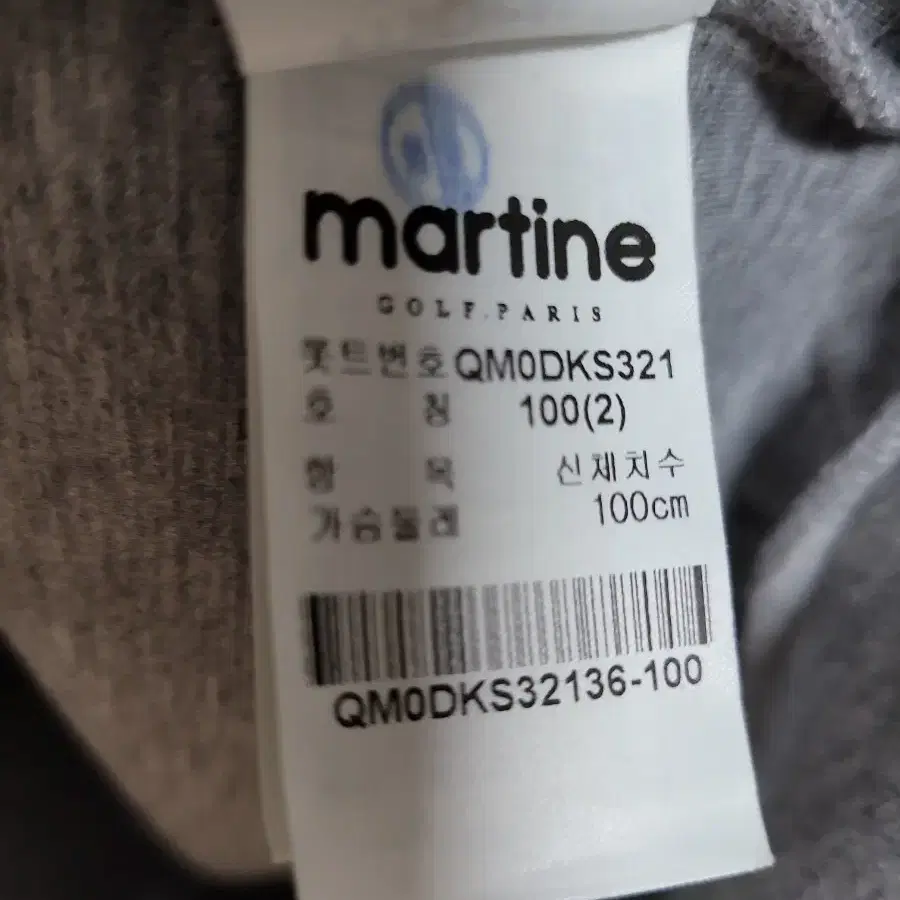 martine
GOLF.PARIS
롯트번호 QM0DKS321
호 칭 100(2)
항 목 신체치수
가슴둘레 100cm
QM0DKS32136-100